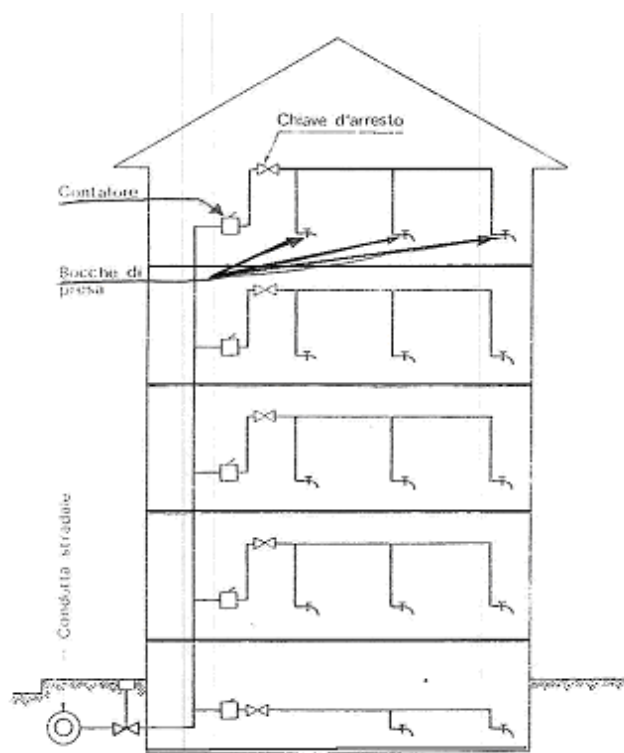 Chiave d'arresto
Contatore
Bocche di
presa
Condotta stradale